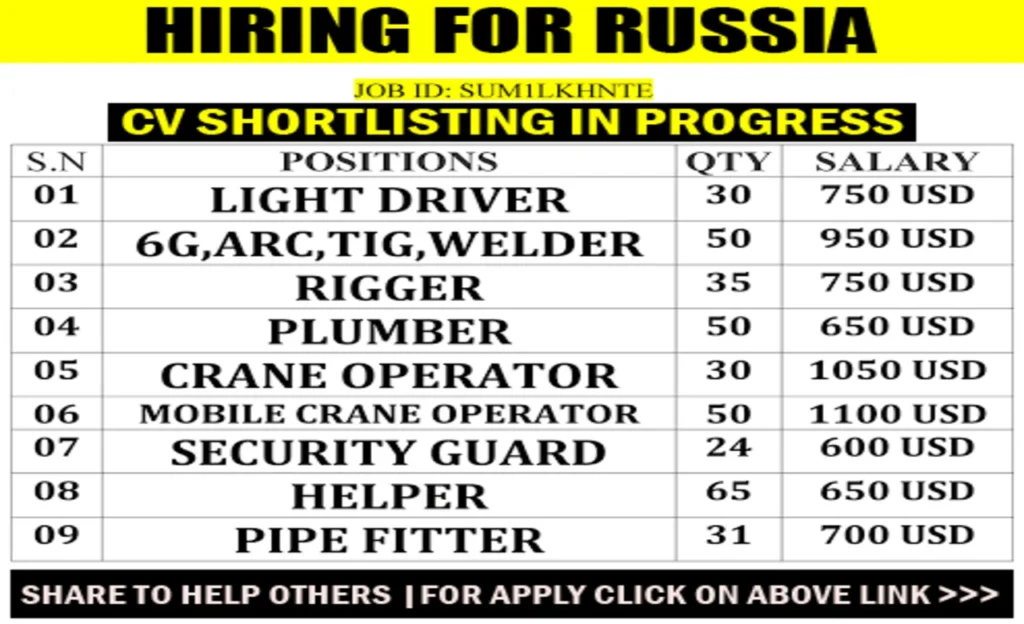 HIRING FOR RUSSIA
JOB ID: SUM1LKHNTE
CV SHORTLISTING IN PROGRESS
S.N POSITIONS QTY SALARY
01 LIGHT DRIVER 30 750 USD
02 6G,ARC,TIG,WELDER 50 950 USD
03 RIGGER 35 750 USD
04 PLUMBER 50 650 USD
05 CRANE OPERATOR 30 1050 USD
06 MOBILE CRANE OPERATOR 50 1100 USD
07 SECURITY GUARD 24 600 USD
08 HELPER 65 650 USD
09 PIPE FITTER 31 700 USD
SHARE TO HELP OTHERS | FOR APPLY CLICK ON ABOVE LINK >>>